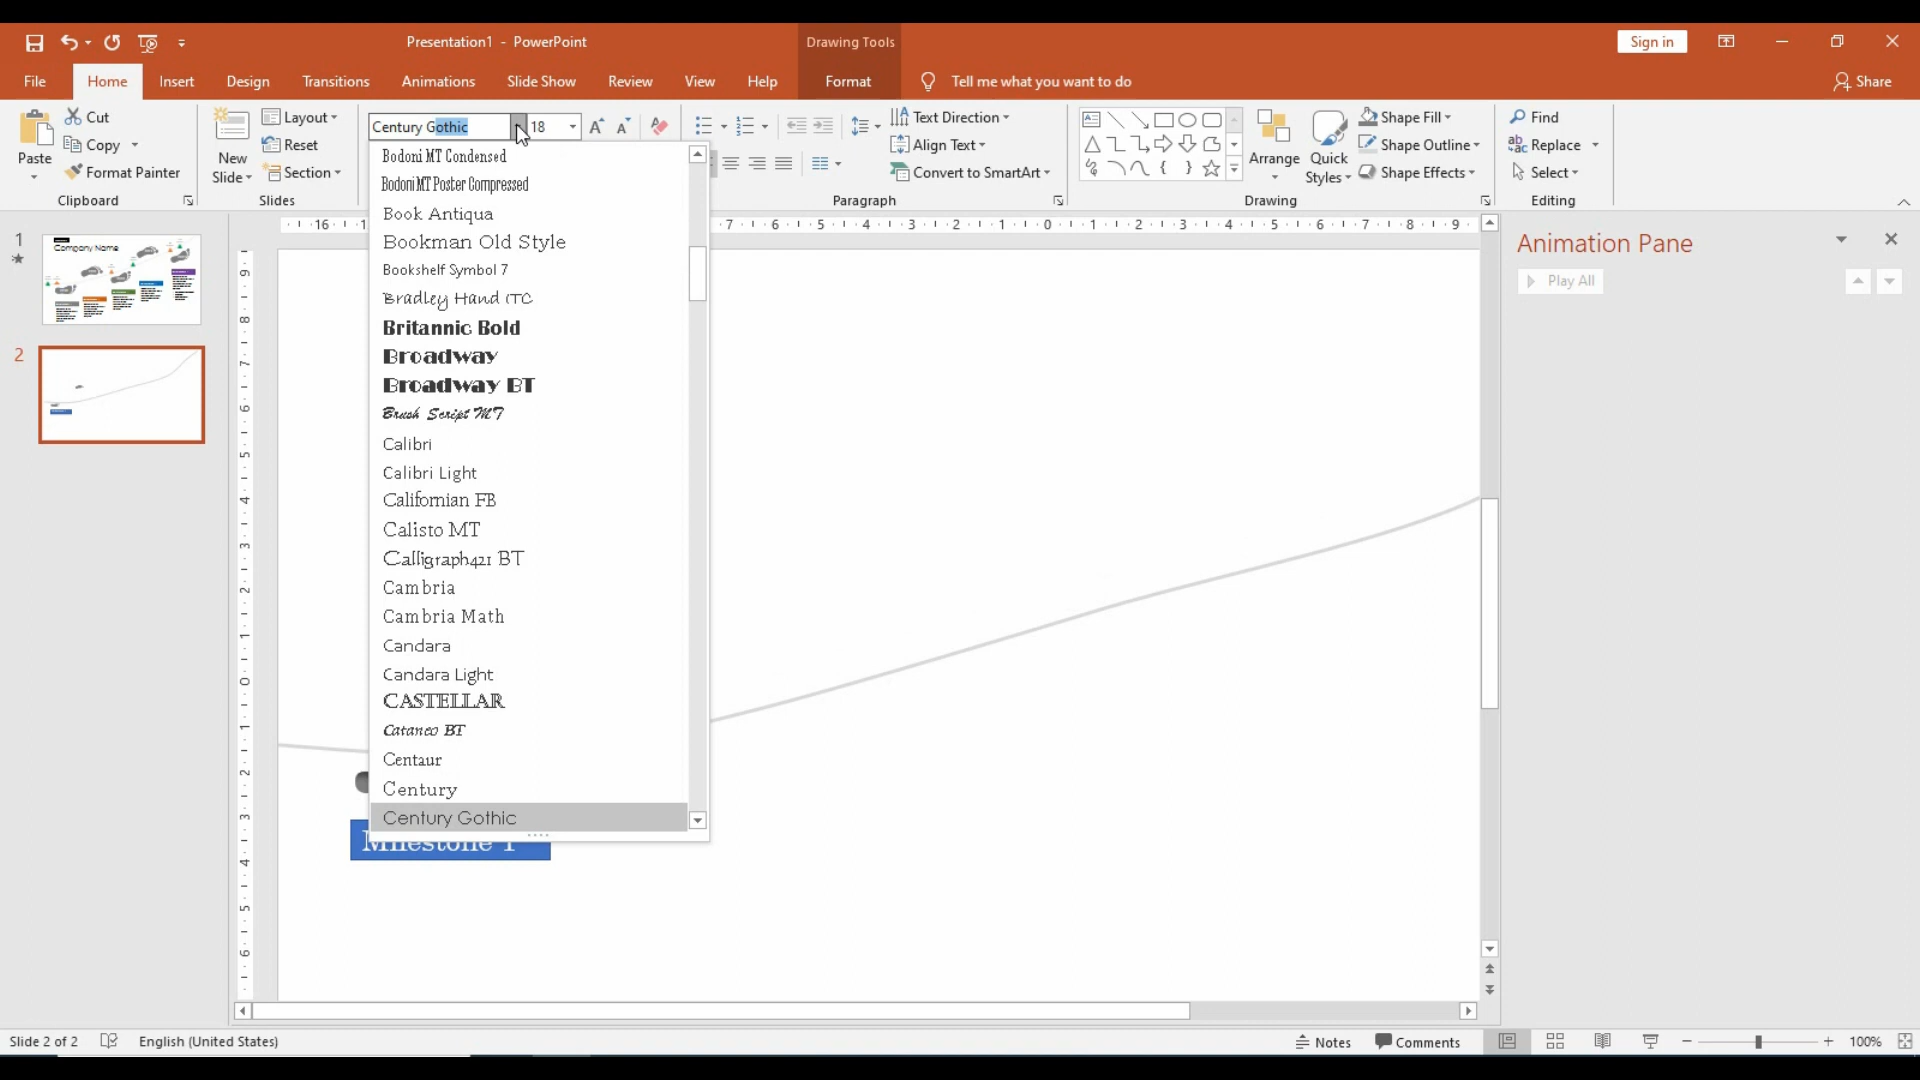 Presentation1 - PowerPoint
Drawing Tools
Sign in
File Home Insert Design Transitions Animations Slide Show Review View Help Format Tell me what you want to do Share
Paste
Cut
Copy
Format Painter
Clipboard
New Slide
Layout
Reset
Section
Slides
Century Gothic 18
Text Direction
Align Text
Convert to SmartArt
Paragraph
Arrange
Quick Styles
Shape Fill
Shape Outline
Shape Effects
Drawing
Find
Replace
Select
Editing
Bodoni MT Condensed
Bodoni MT Poster Compressed
Book Antiqua
Bookman Old Style
Bookshelf Symbol 7
Bradley Hand ITC
Britannic Bold
Broadway
Broadway BT
Brush Script MT
Calibri
Calibri Light
Californian FB
Calisto MT
Calligraph421 BT
Cambria
Cambria Math
Candara
Candara Light
CASTELLAR
Cataneo BT
Centaur
Century
Century Gothic
Milestone 1
1
Company Name
2
Animation Pane
Play All
Slide 2 of 2 English (United States) Notes Comments 100%